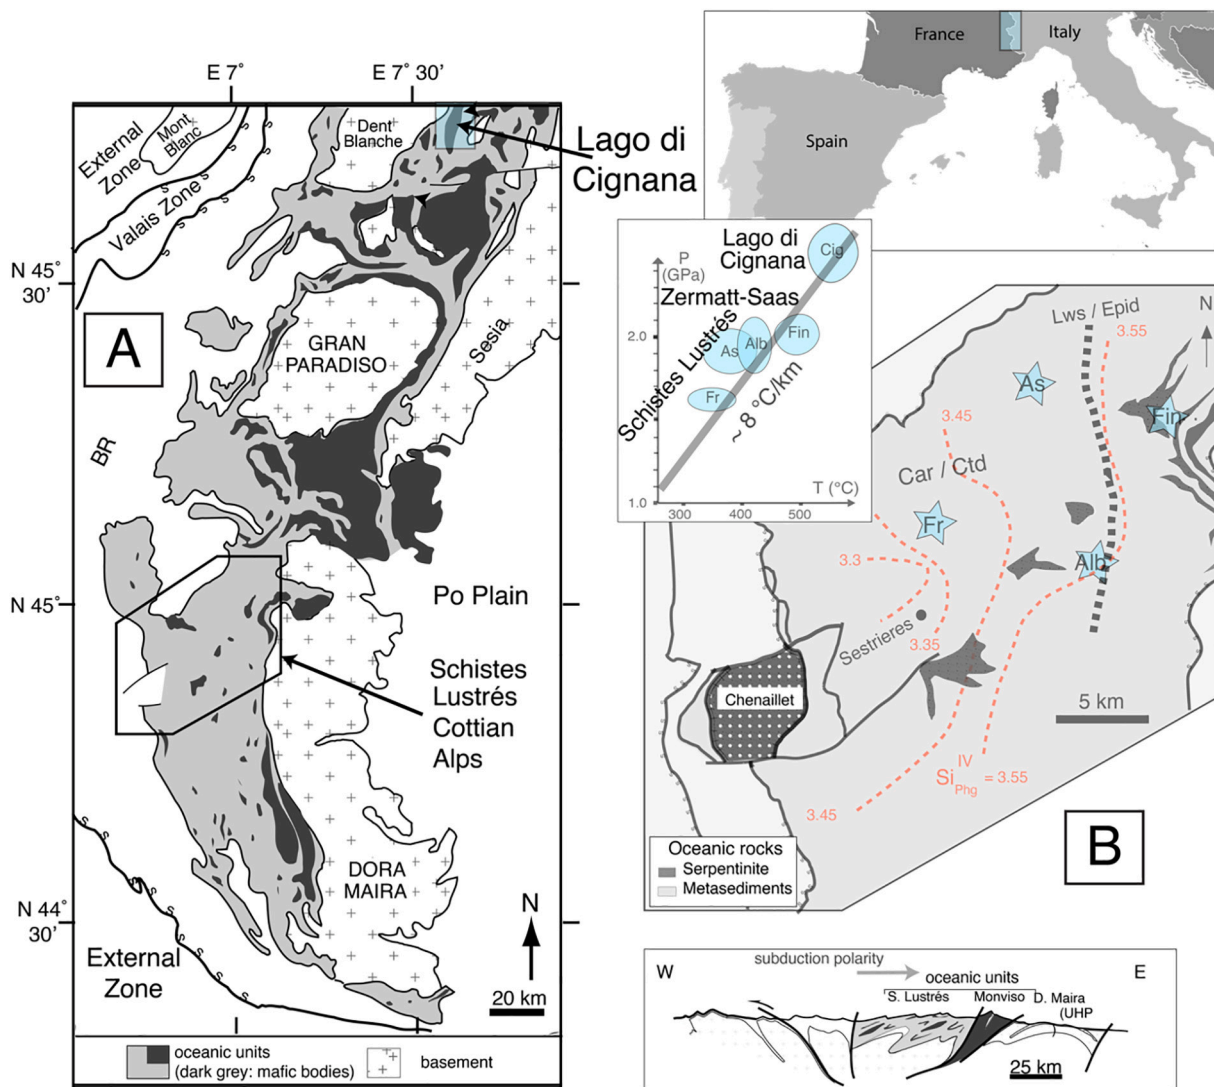 E 7°
E 7° 30'
External
Zone
Mont
Blanc
Valais Zone
Dent
Blanche
Lago di
Cignana
N 45°
30'
A
GRAN
PARADISO
Sesia
BR
N 45°
Po Plain
Schistes
Lustrés
Cottian
Alps
DORA
MAIRA
N 44°
30'
External
Zone
N
20 km
oceanic units
(dark grey: mafic bodies)
basement
France
Italy
Spain
P
(GPa)
Lago di
Cignana
Cig
Zermatt-Saas
Schistes Lustrés
2.0
As
Alb
Fin
Fr
~ 8 °C/km
1.0
T (°C)
300
400
500
Lws / Epid
3.55
N
As
Fin
3.45
Car / Ctd
Fr
Alb
3.3
Sestrieres
3.35
Chenaillet
5 km
IV
Si Phg = 3.55
3.45
B
Oceanic rocks
Serpentinite
Metasediments
W
subduction polarity
E
oceanic units
S. Lustrés
Monviso
D. Maira
(UHP
25 km